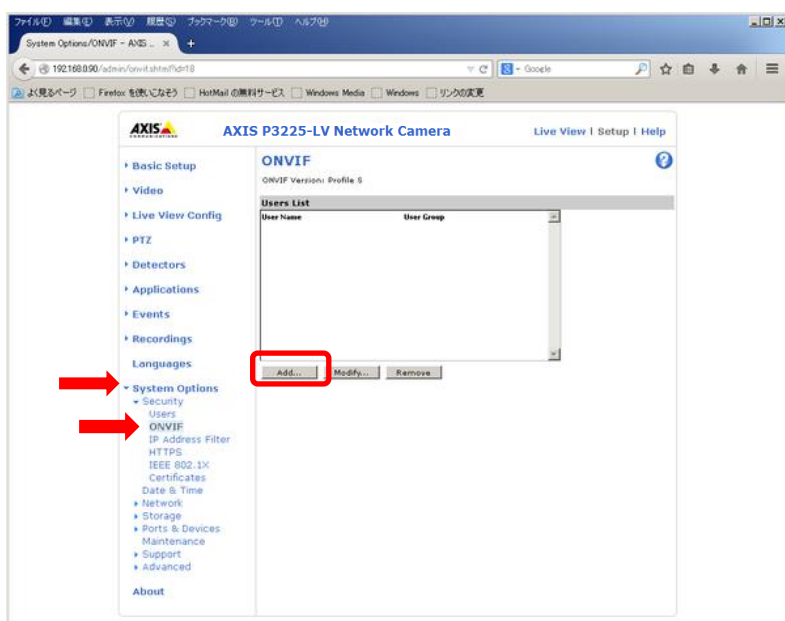 ファイル(F) 編集(E) 表示(V) 履歴(S) ブックマーク(B) ツール(T) ヘルプ(H)
System Options/ONVIF - AXIS ... × +
192.168.0.90/admin/onvif.shtml?id=18
Google
よく見るページ Firefox を使いこなそう HotMail の無料サービス Windows Media Windows リンクの変更
AXIS
COMMUNICATIONS
AXIS P3225-LV Network Camera
Live View | Setup | Help
Basic Setup
Video
Live View Config
PTZ
Detectors
Applications
Events
Recordings
Languages
System Options
Security
Users
ONVIF
IP Address Filter
HTTPS
IEEE 802.1X
Certificates
Date & Time
Network
Storage
Ports & Devices
Maintenance
Support
Advanced
About
ONVIF
ONVIF Version: Profile S
Users List
User Name User Group
Add... Modify... Remove